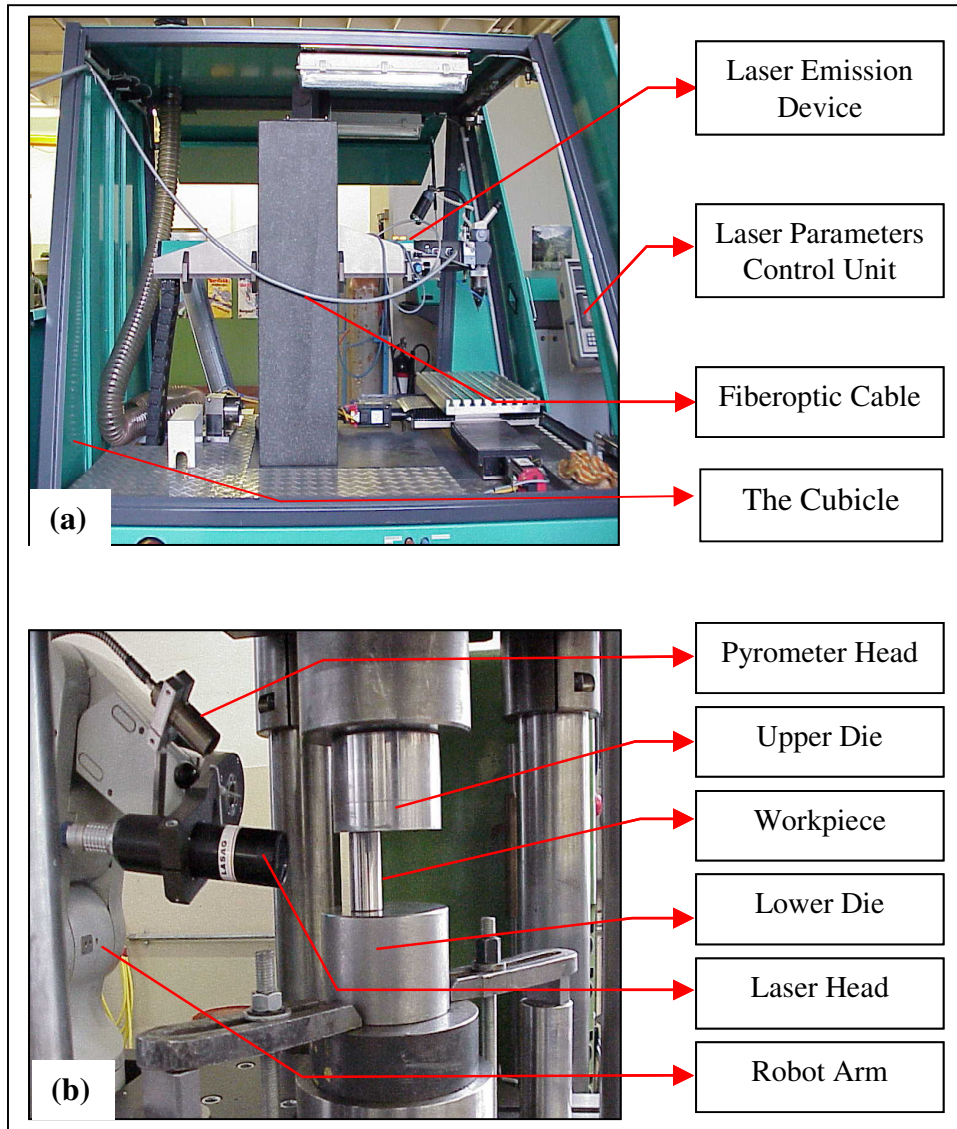 Laser Emission
Device
Laser Parameters
Control Unit
Fiberoptic Cable
The Cubicle
(a)
Pyrometer Head
Upper Die
Workpiece
Lower Die
LASAG
Laser Head
Robot Arm
(b)